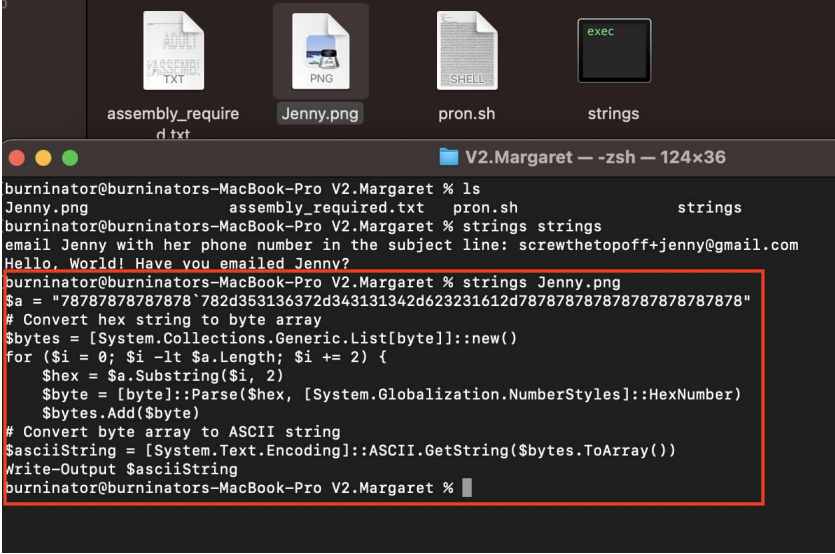 exec
TXT
PNG
SHELL
assembly_require
d.txt
Jenny.png
pron.sh
strings
V2.Margaret — -zsh — 124×36
burninator@burninators-MacBook-Pro V2.Margaret % ls
Jenny.png assembly_required.txt pron.sh strings
burninator@burninators-MacBook-Pro V2.Margaret % strings strings
email Jenny with her phone number in the subject line: screwthetopoff+jenny@gmail.com
Hello, World! Have you emailed Jenny?
burninator@burninators-MacBook-Pro V2.Margaret % strings Jenny.png
$a = "78787878787878`782d353136372d343131342d623231612d787878787878787878787878"
# Convert hex string to byte array
$bytes = [System.Collections.Generic.List[byte]]::new()
for ($i = 0; $i -lt $a.Length; $i += 2) {
    $hex = $a.Substring($i, 2)
    $byte = [byte]::Parse($hex, [System.Globalization.NumberStyles]::HexNumber)
    $bytes.Add($byte)
# Convert byte array to ASCII string
$asciiString = [System.Text.Encoding]::ASCII.GetString($bytes.ToArray())
Write-Output $asciiString
burninator@burninators-MacBook-Pro V2.Margaret %